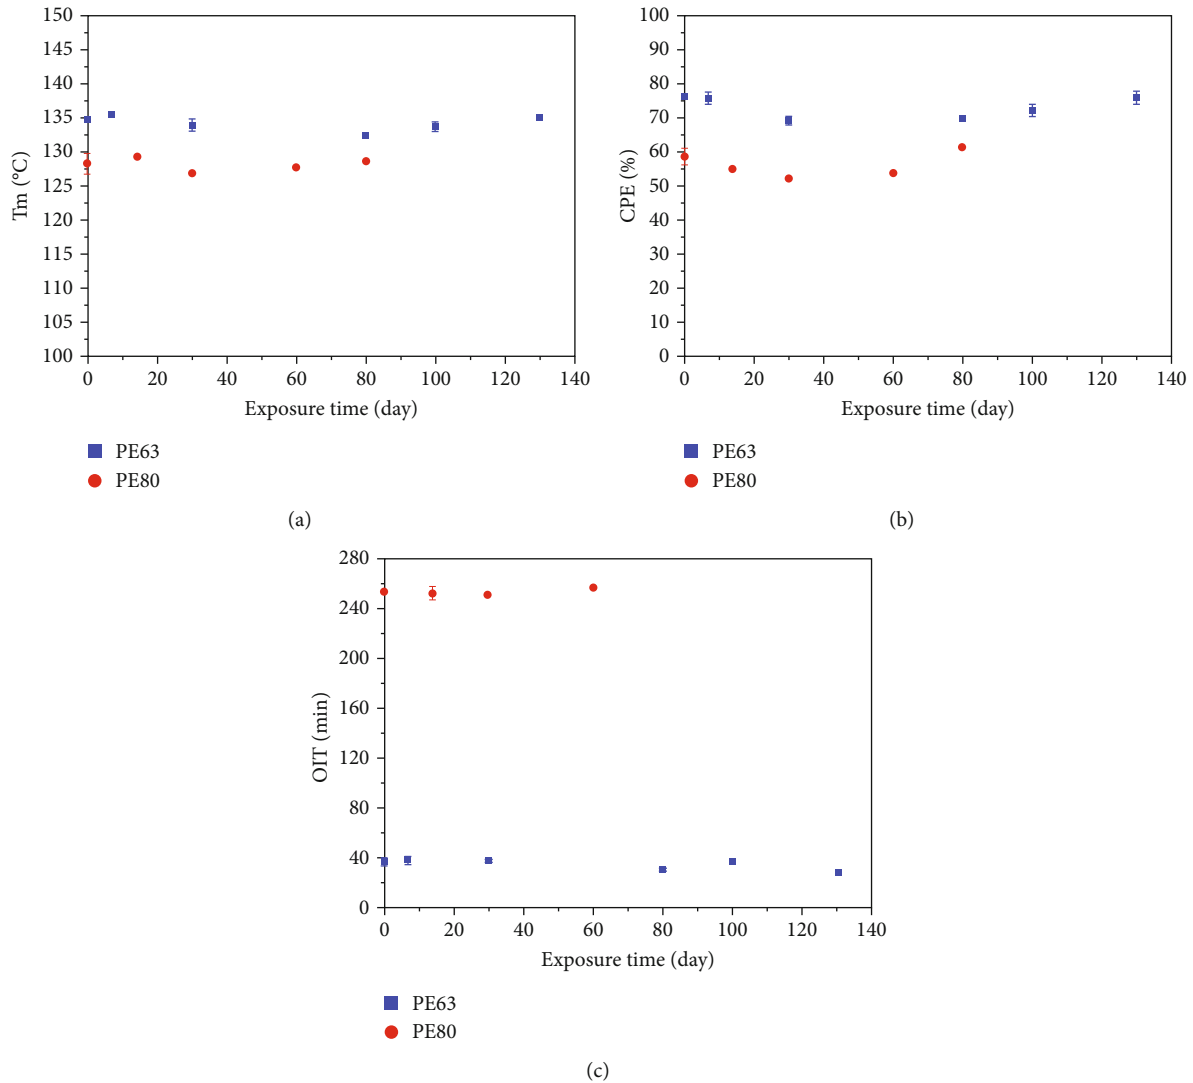 150
145
140
135
130
125
120
115
110
105
100
Tm (°C)
0 20 40 60 80 100 120 140
Exposure time (day)
PE63
PE80
(a)
100
90
80
70
60
50
40
30
20
10
0
CPE (%)
0 20 40 60 80 100 120 140
Exposure time (day)
PE63
PE80
(b)
280
240
200
160
120
80
40
0
OIT (min)
0 20 40 60 80 100 120 140
Exposure time (day)
PE63
PE80
(c)